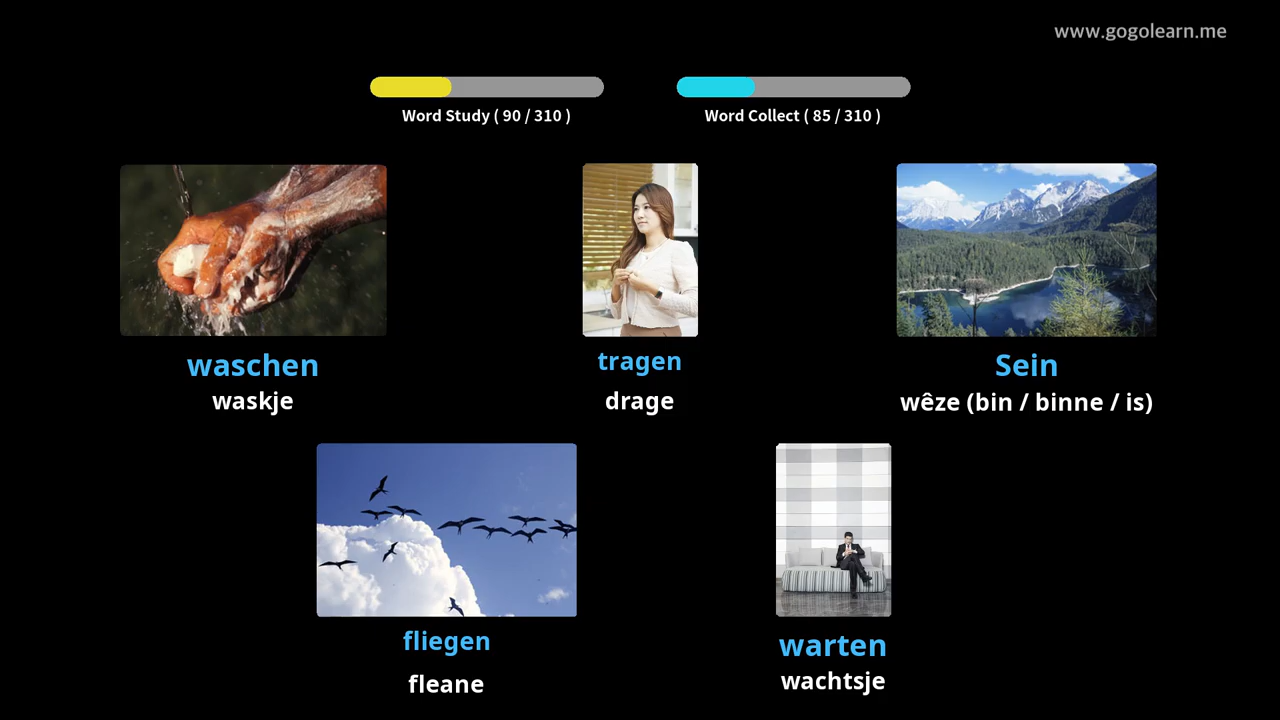 www.gogolearn.me
Word Study ( 90 / 310 )
Word Collect ( 85 / 310 )
waschen
waskje
tragen
drage
Sein
wêze (bin / binne / is)
fliegen
fleane
warten
wachtsje